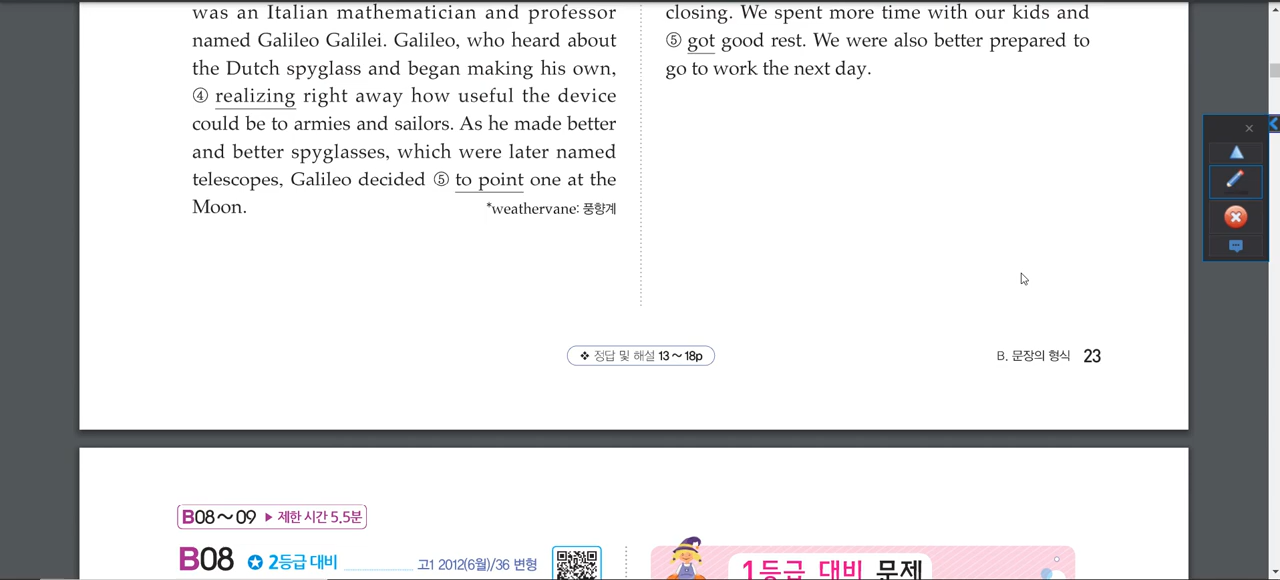 was an Italian mathematician and professor
named Galileo Galilei. Galileo, who heard about
the Dutch spyglass and began making his own,
④ realizing right away how useful the device
could be to armies and sailors. As he made better
and better spyglasses, which were later named
telescopes, Galileo decided ⑤ to point one at the
Moon.
*weathervane: 풍향계
closing. We spent more time with our kids and
⑤ got good rest. We were also better prepared to
go to work the next day.
❖ 정답 및 해설 13～18p
B. 문장의 형식 23
B08～09 ▶ 제한 시간 5.5분
B08 ✪ 2등급 대비 고1 2012(6월)/36 변형
1등급 대비 문제